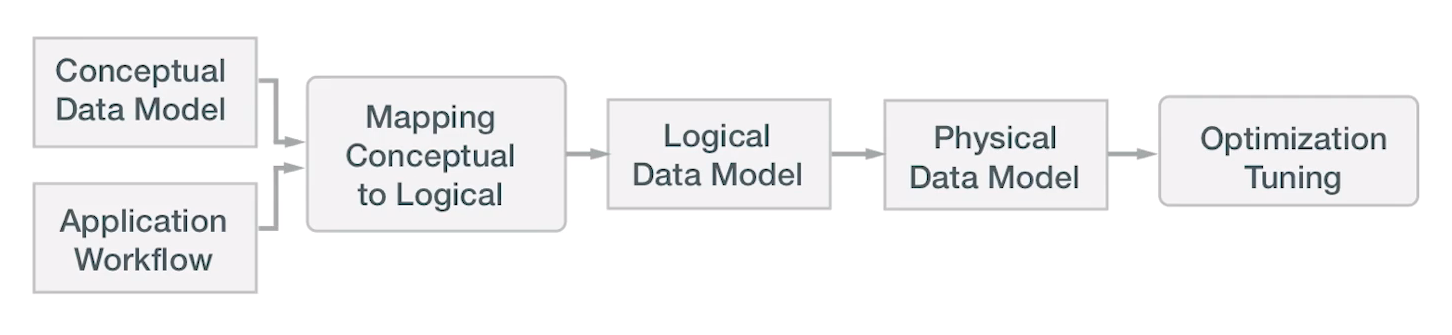 Conceptual
Data Model
Application
Workflow
Mapping
Conceptual
to Logical
Logical
Data Model
Physical
Data Model
Optimization
Tuning